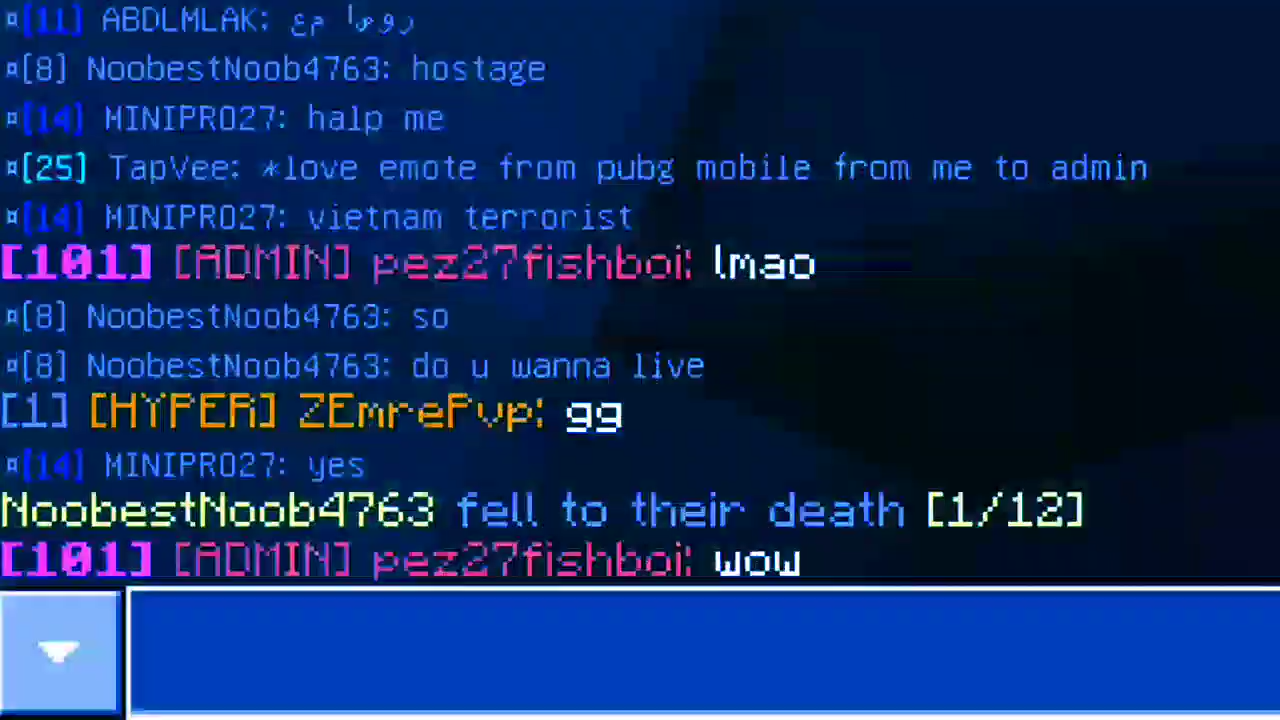 ¤[11] ABDLMLAK:
¤[8] NoobestNoob4763: hostage
¤[14] MINIPRO27: halp me
¤[25] TapVee: *love emote from pubg mobile from me to admin
¤[14] MINIPRO27: vietnam terrorist
[101] [ADMIN] pez27fishboi: lmao
¤[8] NoobestNoob4763: so
¤[8] NoobestNoob4763: do u wanna live
[1] [HYPER] ZEmrePvp: gg
¤[14] MINIPRO27: yes
NoobestNoob4763 fell to their death [1/12]
[101] [ADMIN] pez27fishboi: wow